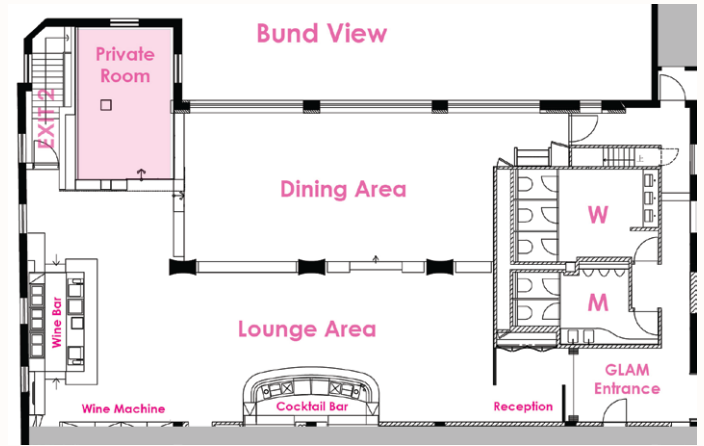 Bund View
Private
Room
EXIT 2
Dining Area
W
M
Wine Bar
Lounge Area
GLAM
Entrance
Wine Machine
Cocktail Bar
Reception